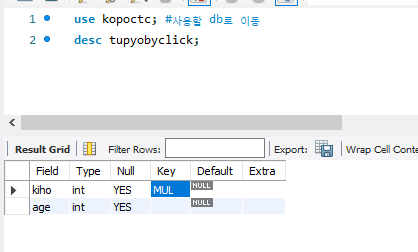 1 use kopoctc; #사용할 db로 이동
2 desc tupyobyclick;
Result Grid Filter Rows: Export: Wrap Cell Conte
Field Type Null Key Default Extra
kiho int YES MUL NULL
age int YES NULL